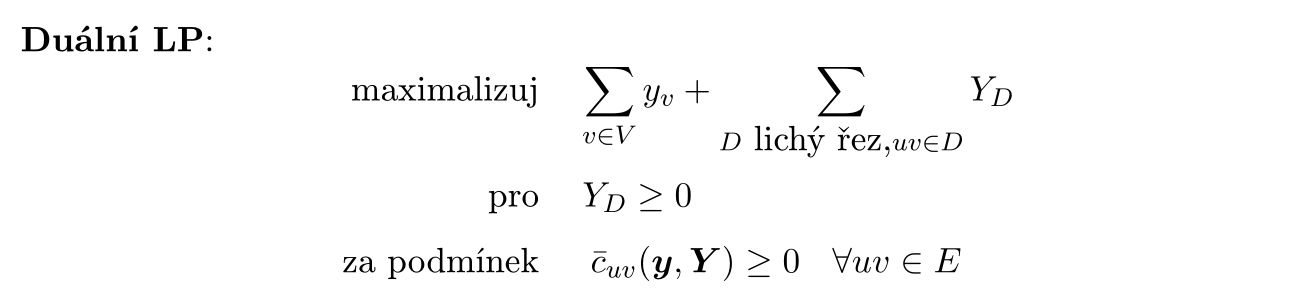 Duální LP:
maximalizuj ∑_{v∈V} y_v + ∑_{D lichý řez,uv∈D} Y_D
pro Y_D ≥ 0
za podmínek c̄_{uv}(y, Y) ≥ 0 ∀uv ∈ E